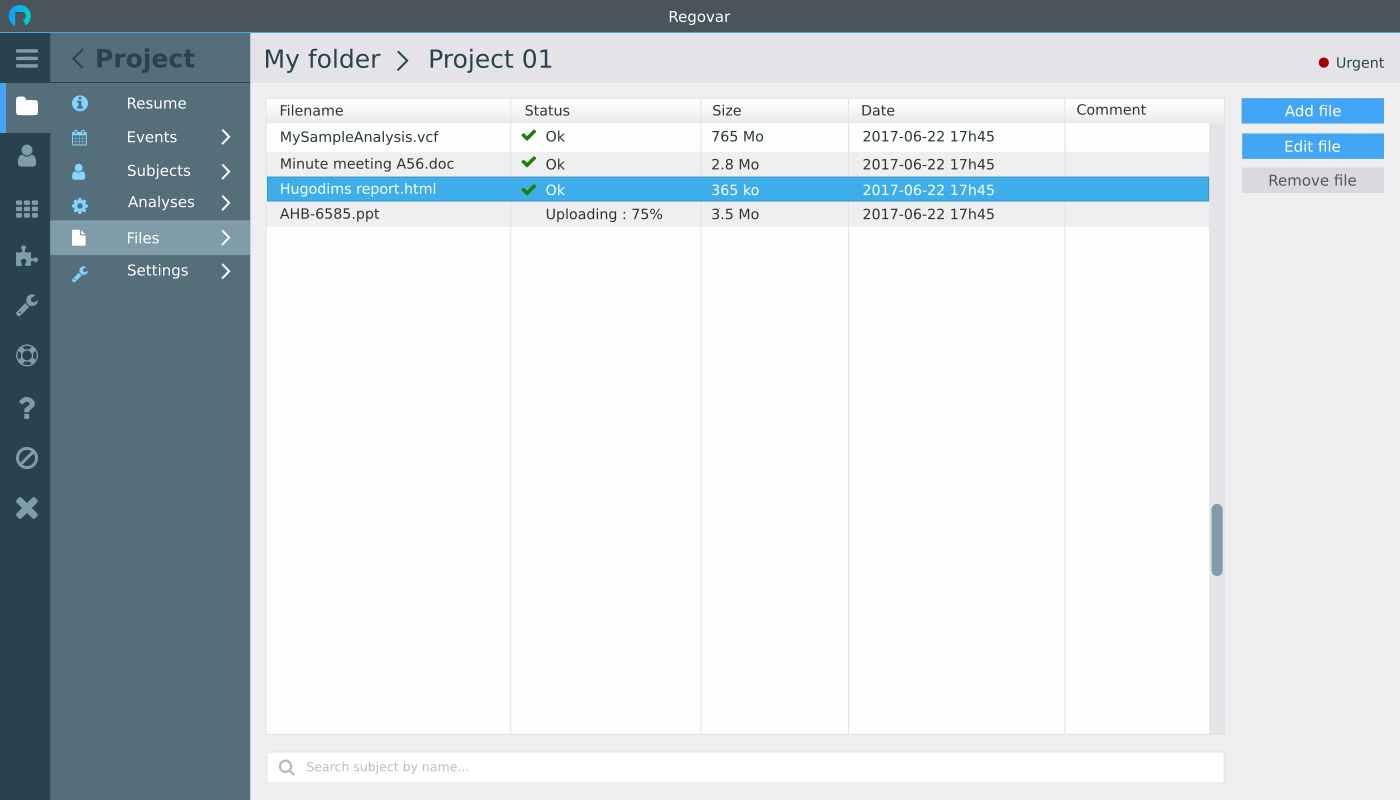 Regovar
Project
My folder > Project 01
Urgent
Resume
Events
Subjects
Analyses
Files
Settings
Filename Status Size Date Comment
MySampleAnalysis.vcf Ok 765 Mo 2017-06-22 17h45
Minute meeting A56.doc Ok 2.8 Mo 2017-06-22 17h45
Hugodims report.html Ok 365 ko 2017-06-22 17h45
AHB-6585.ppt Uploading : 75% 3.5 Mo 2017-06-22 17h45
Add file
Edit file
Remove file
Search subject by name...